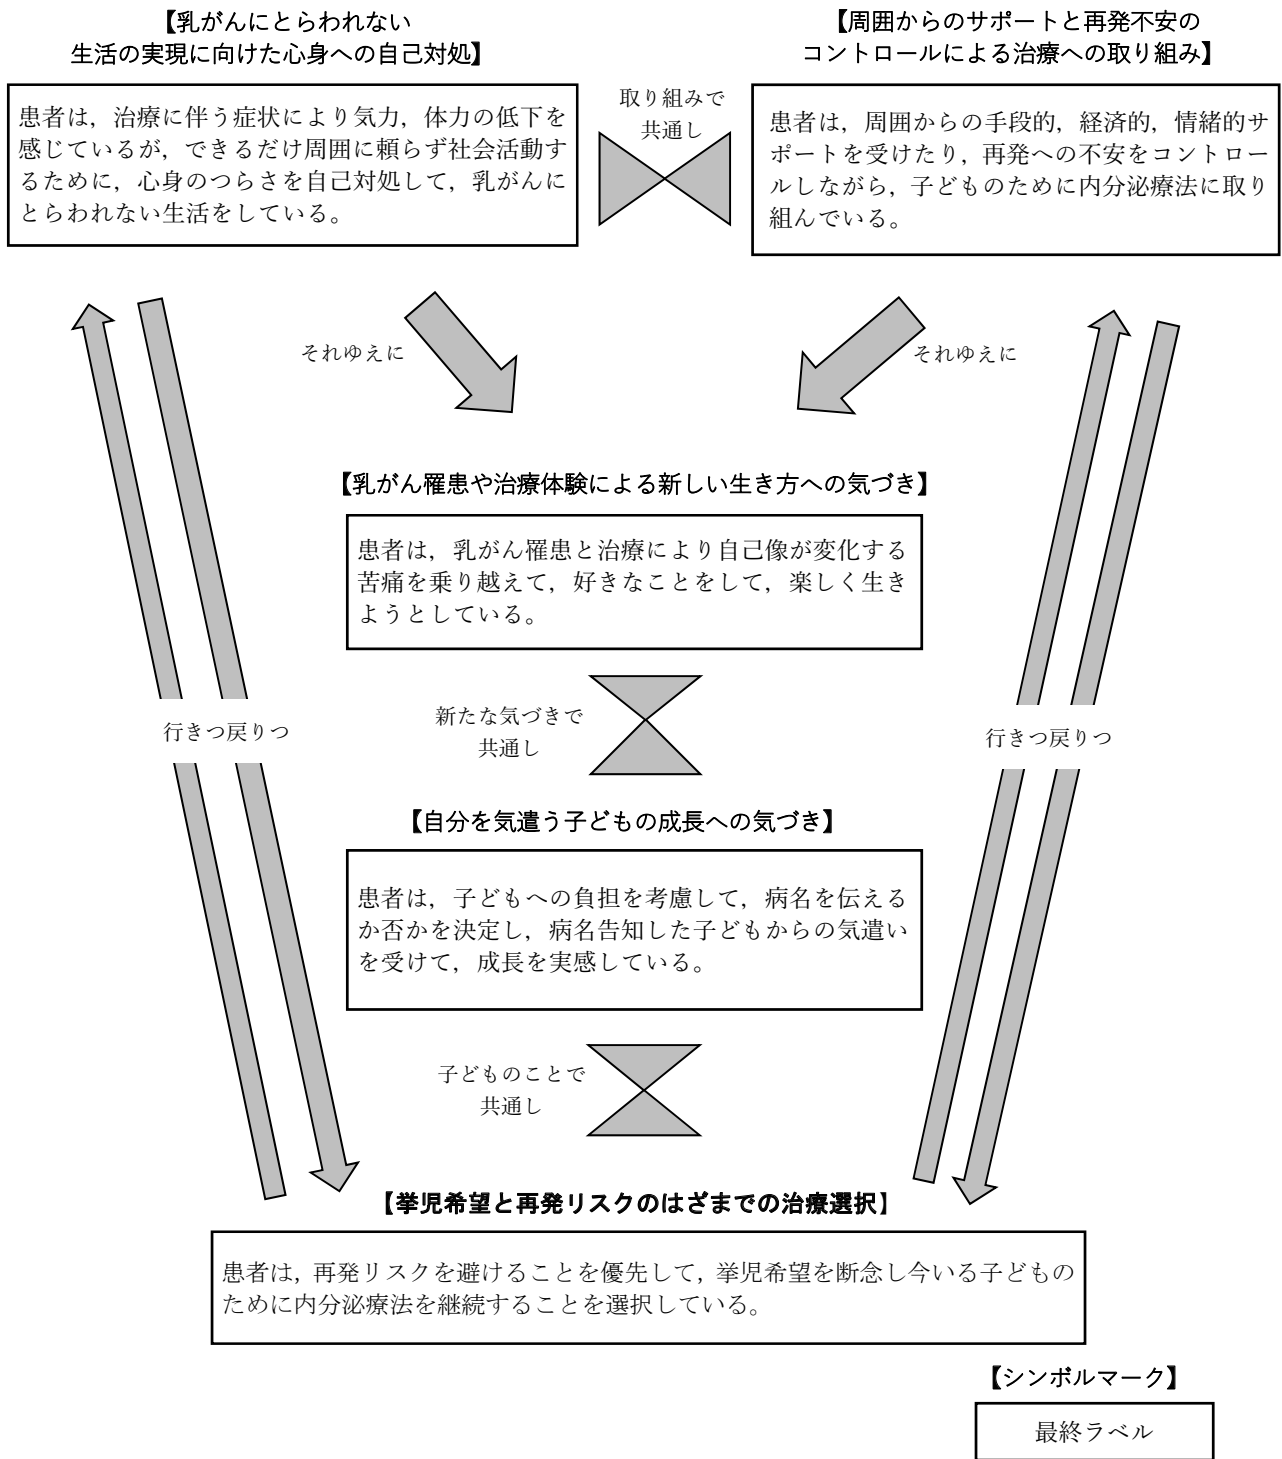 【乳がんにとらわれない
生活の実現に向けた心身への自己対処】
患者は，治療に伴う症状により気力，体力の低下を
感じているが，できるだけ周囲に頼らず社会活動す
るために，心身のつらさを自己対処して，乳がんに
とらわれない生活をしている。
取り組みで
共通し
【周囲からのサポートと再発不安の
コントロールによる治療への取り組み】
患者は，周囲からの手段的，経済的，情緒的サ
ポートを受けたり，再発への不安をコントロー
ルしながら，子どものために内分泌療法に取り
組んでいる。
それゆえに
それゆえに
【乳がん罹患や治療体験による新しい生き方への気づき】
患者は，乳がん罹患と治療により自己像が変化する
苦痛を乗り越えて，好きなことをして，楽しく生き
ようとしている。
新たな気づきで
共通し
行きつ戻りつ
行きつ戻りつ
【自分を気遣う子どもの成長への気づき】
患者は，子どもへの負担を考慮して，病名を伝える
か否かを決定し，病名告知した子どもからの気遣い
を受けて，成長を実感している。
子どものことで
共通し
【挙児希望と再発リスクのはざまでの治療選択】
患者は，再発リスクを避けることを優先して，挙児希望を断念し今いる子どもの
ために内分泌療法を継続することを選択している。
【シンボルマーク】
最終ラベル